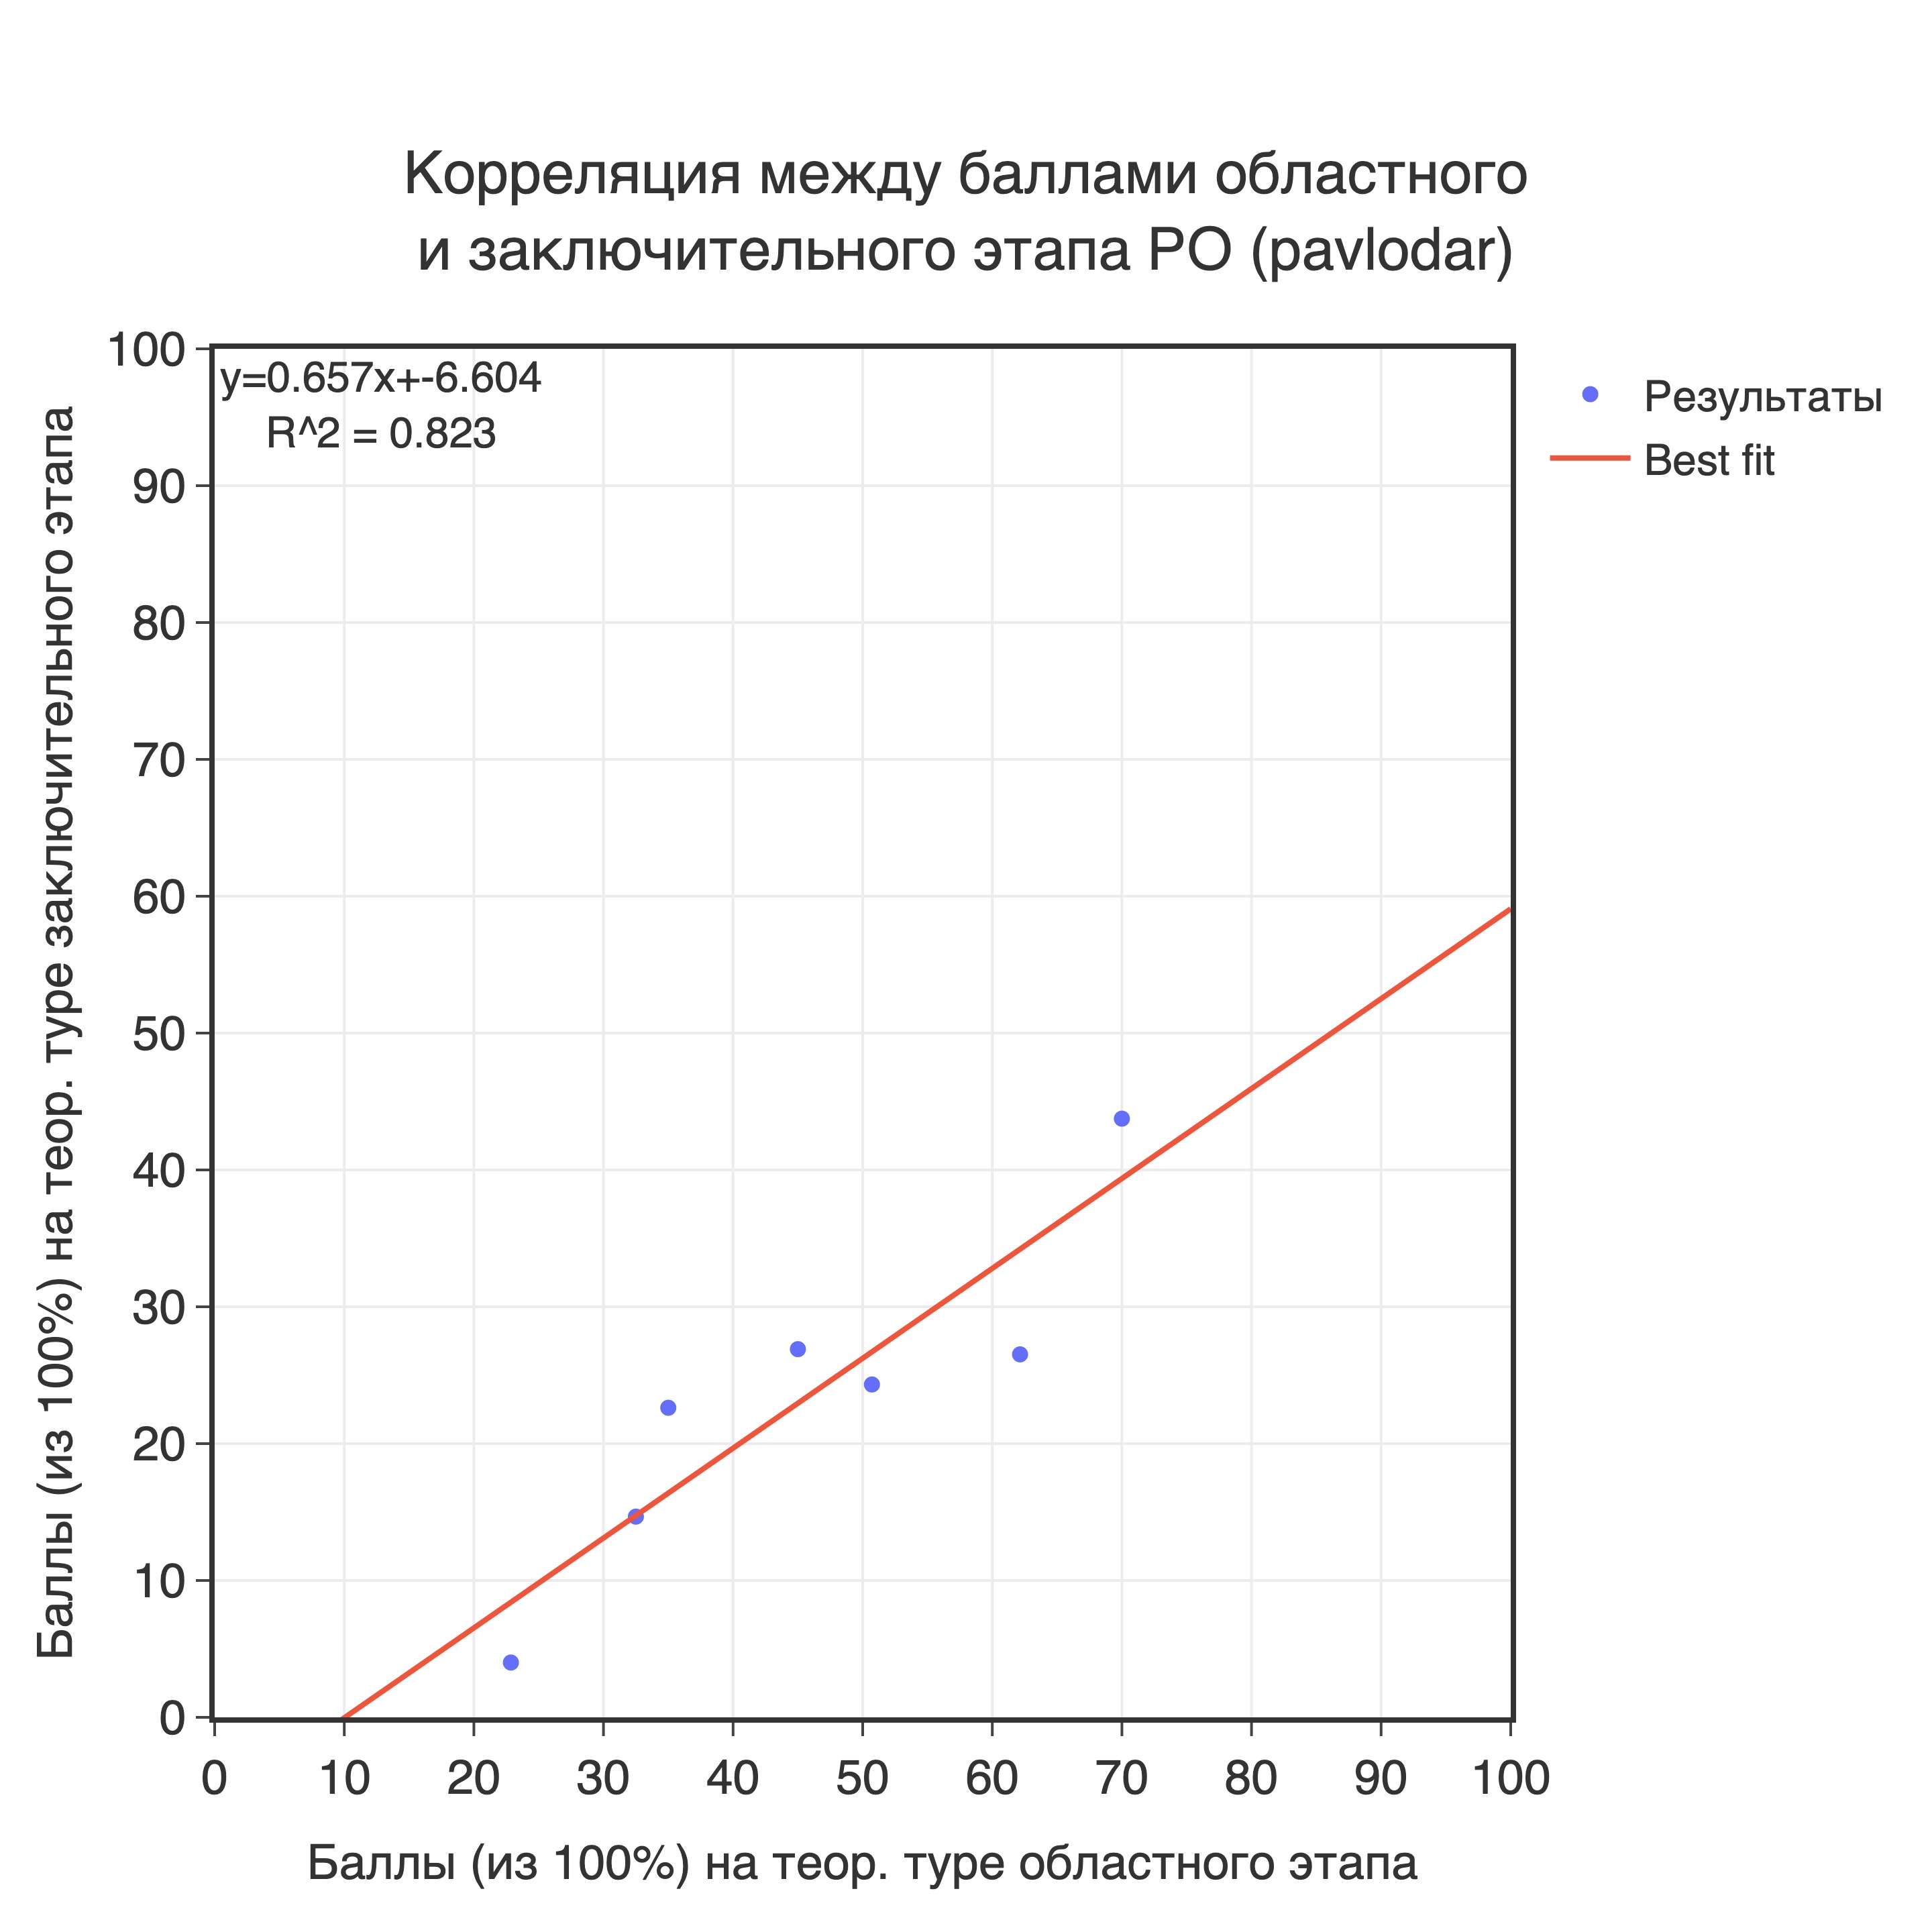 Корреляция между баллами областного
и заключительного этапа РО (pavlodar)
y=0.657x+-6.604
R^2 = 0.823
Результаты
Best fit
Баллы (из 100%) на теор. туре заключительного этапа
100
90
80
70
60
50
40
30
20
10
0
0 10 20 30 40 50 60 70 80 90 100
Баллы (из 100%) на теор. туре областного этапа